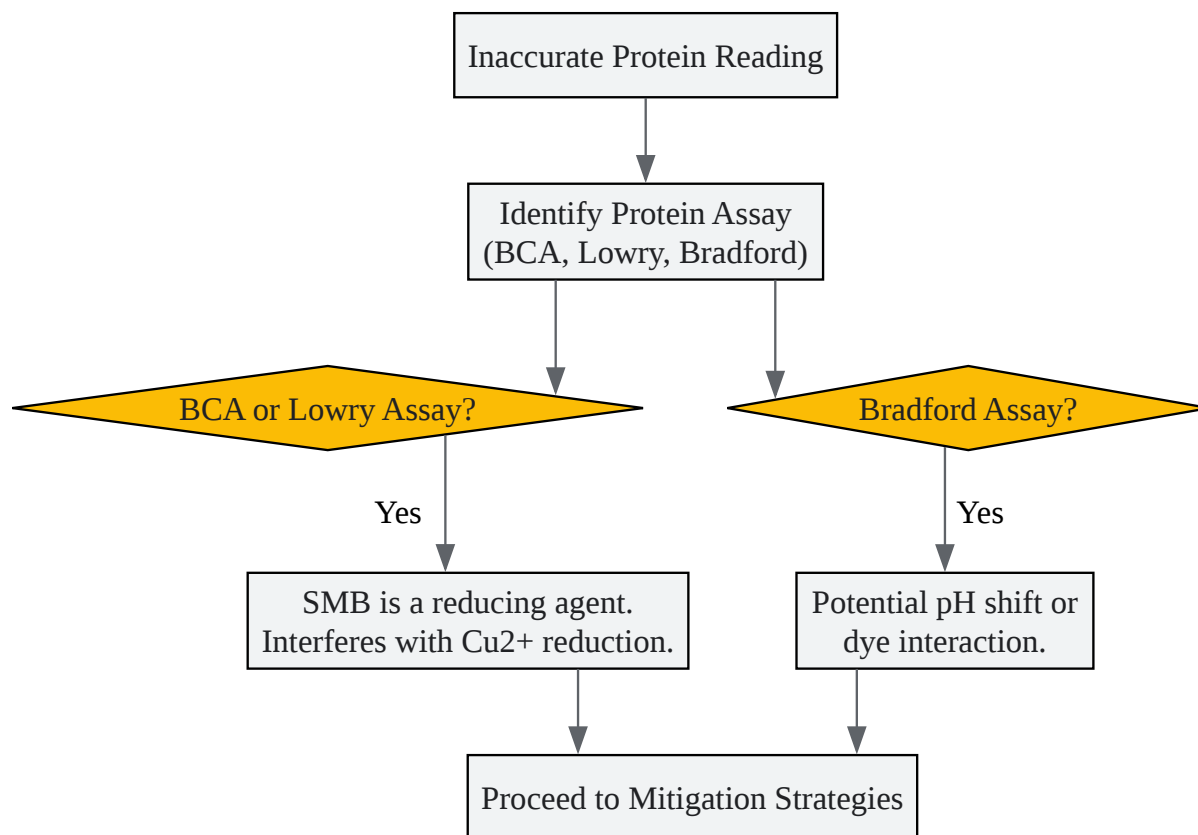 Inaccurate Protein Reading
Identify Protein Assay
(BCA, Lowry, Bradford)
BCA or Lowry Assay?
Bradford Assay?
Yes
Yes
SMB is a reducing agent.
Interferes with Cu2+ reduction.
Potential pH shift or
dye interaction.
Proceed to Mitigation Strategies